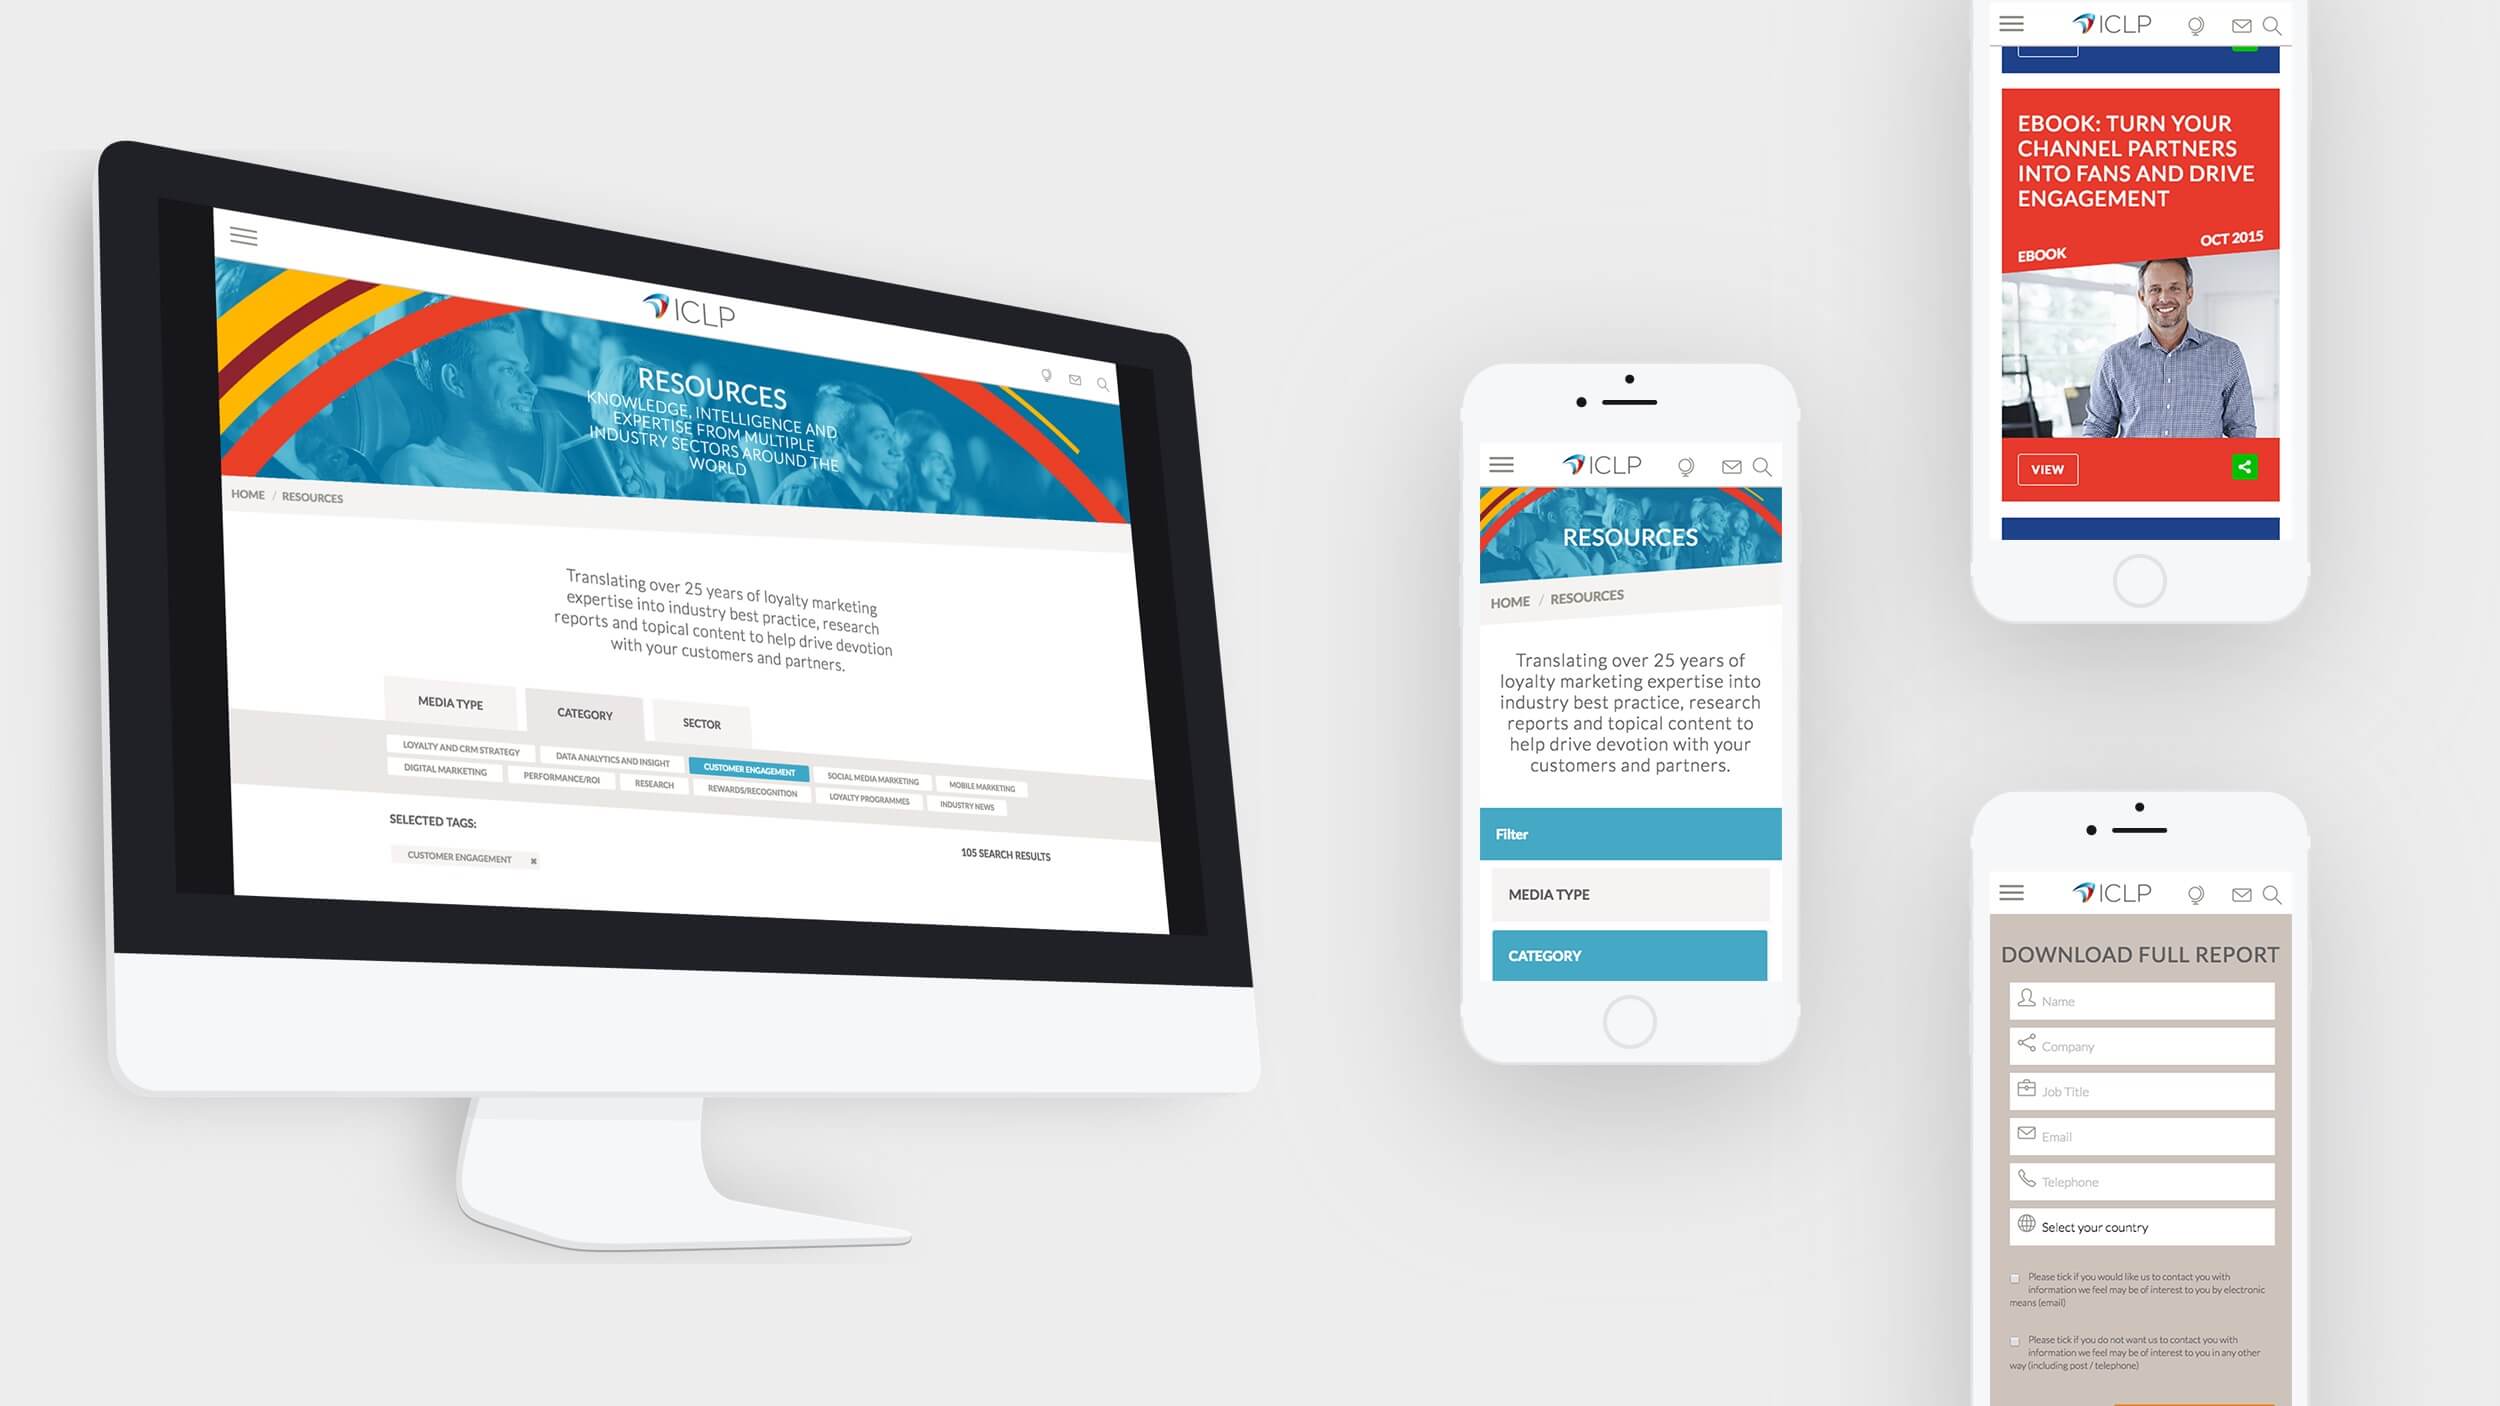 ICLP
RESOURCES
KNOWLEDGE, INTELLIGENCE AND
EXPERTISE FROM MULTIPLE
INDUSTRY SECTORS AROUND THE
WORLD
HOME / RESOURCES
Translating over 25 years of loyalty marketing
expertise into industry best practice, research
reports and topical content to help drive devotion
with your customers and partners.
MEDIA TYPE
CATEGORY
SECTOR
LOYALTY AND CRM STRATEGY
DATA ANALYTICS AND INSIGHT
CUSTOMER ENGAGEMENT
SOCIAL MEDIA MARKETING
MOBILE MARKETING
DIGITAL MARKETING
PERFORMANCE/ROI
RESEARCH
REWARDS/RECOGNITION
LOYALTY PROGRAMMES
INDUSTRY NEWS
SELECTED TAGS:
CUSTOMER ENGAGEMENT ✖
105 SEARCH RESULTS
ICLP
RESOURCES
HOME / RESOURCES
Translating over 25 years of
loyalty marketing expertise into
industry best practice, research
reports and topical content to
help drive devotion with your
customers and partners.
Filter
MEDIA TYPE
CATEGORY
ICLP
EBOOK: TURN YOUR
CHANNEL PARTNERS
INTO FANS AND DRIVE
ENGAGEMENT
EBOOK
OCT 2015
VIEW
ICLP
DOWNLOAD FULL REPORT
Name
Company
Job Title
Email
Telephone
Select your country
Please tick if you would like us to contact you with
information we feel may be of interest to you by electronic
means (email)
Please tick if you do not want us to contact you with
information we feel may be of interest to you in any other
way (including post / telephone)